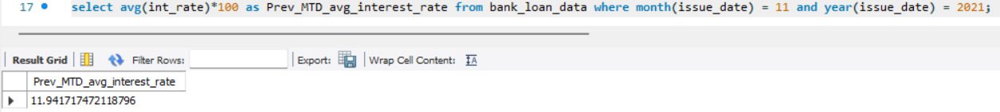 17 select avg(int_rate)*100 as Prev_MTD_avg_interest_rate from bank_loan_data where month(issue_date) = 11 and year(issue_date) = 2021;
Result Grid Filter Rows: Export: Wrap Cell Content: IA
Prev_MTD_avg_interest_rate
11.941717472118796